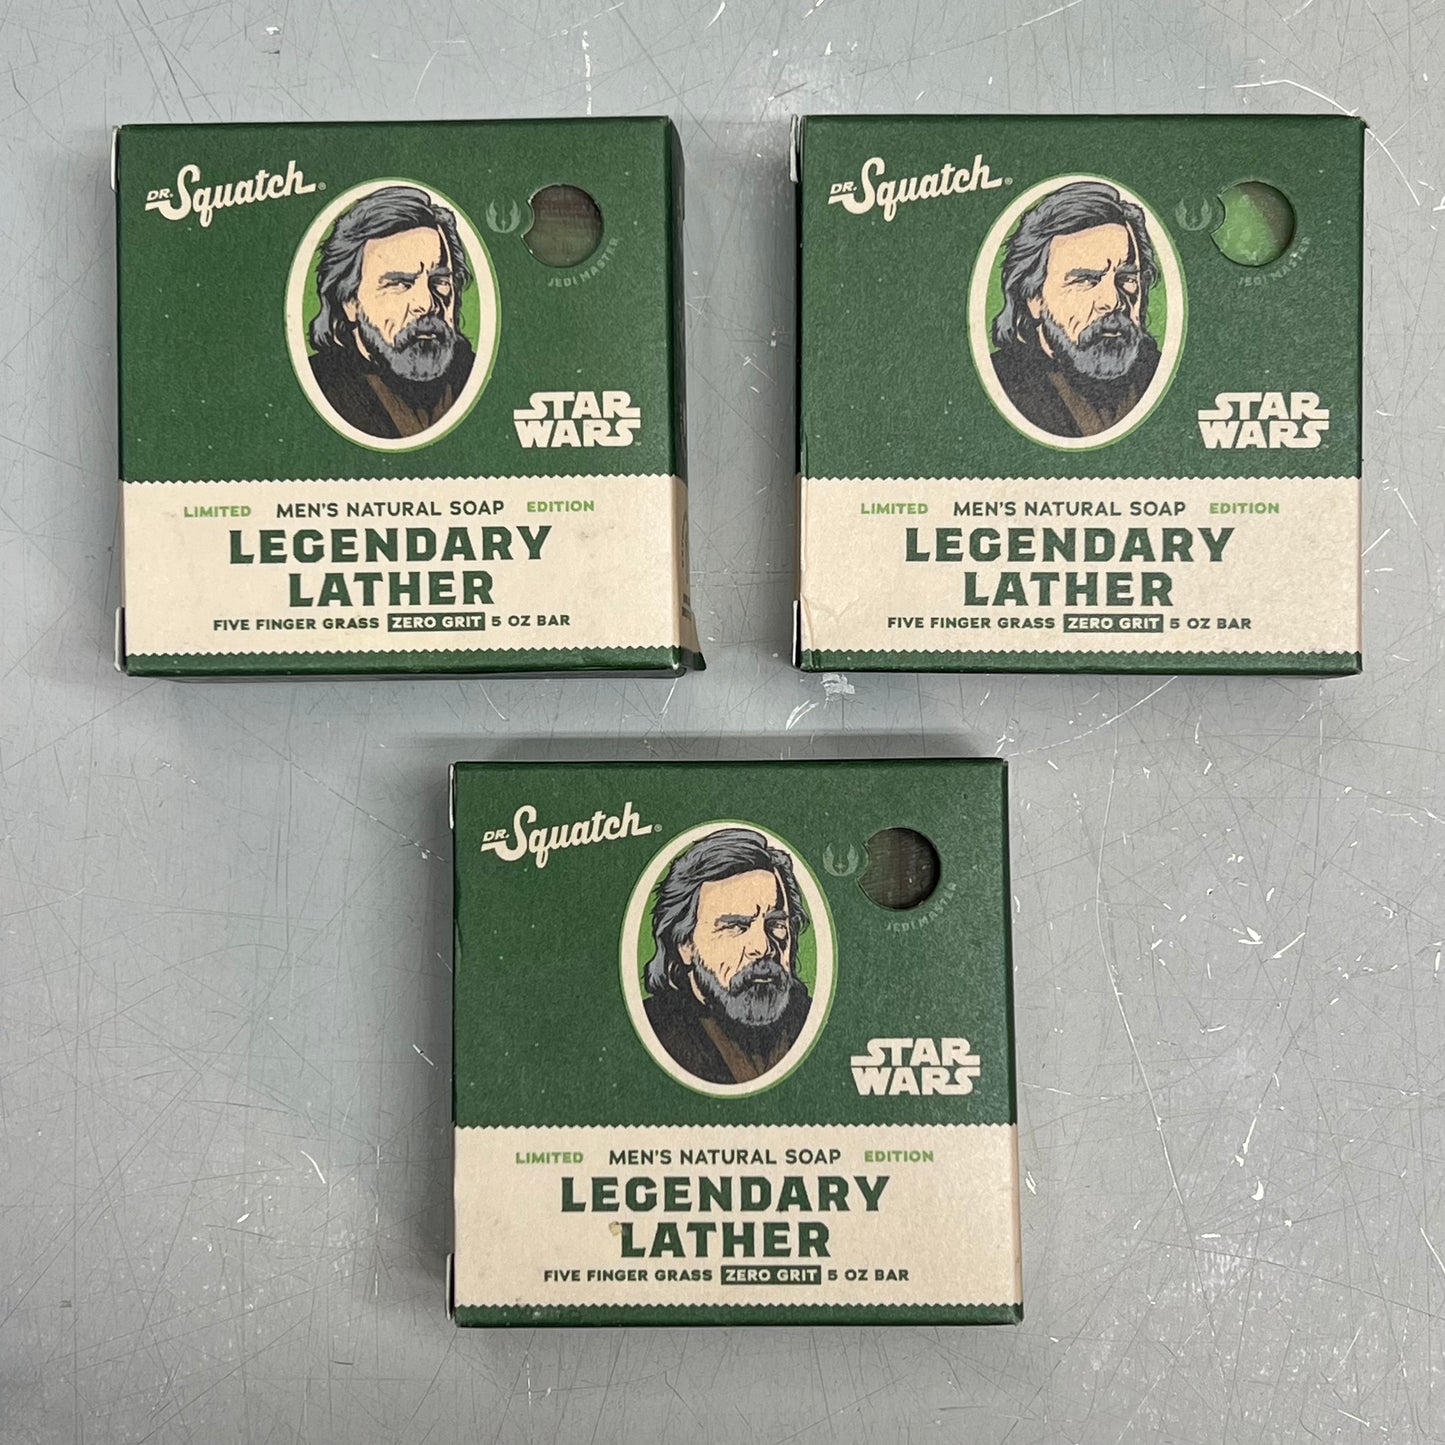 DR. Squatch®
JEDI MASTER
STAR
WARS
LIMITED MEN'S NATURAL SOAP EDITION
LEGENDARY
LATHER
FIVE FINGER GRASS ZERO GRIT 5 OZ BAR
DR. Squatch®
JEDI MASTER
STAR
WARS
LIMITED MEN'S NATURAL SOAP EDITION
LEGENDARY
LATHER
FIVE FINGER GRASS ZERO GRIT 5 OZ BAR
DR. Squatch®
JEDI MASTER
STAR
WARS
LIMITED MEN'S NATURAL SOAP EDITION
LEGENDARY
LATHER
FIVE FINGER GRASS ZERO GRIT 5 OZ BAR